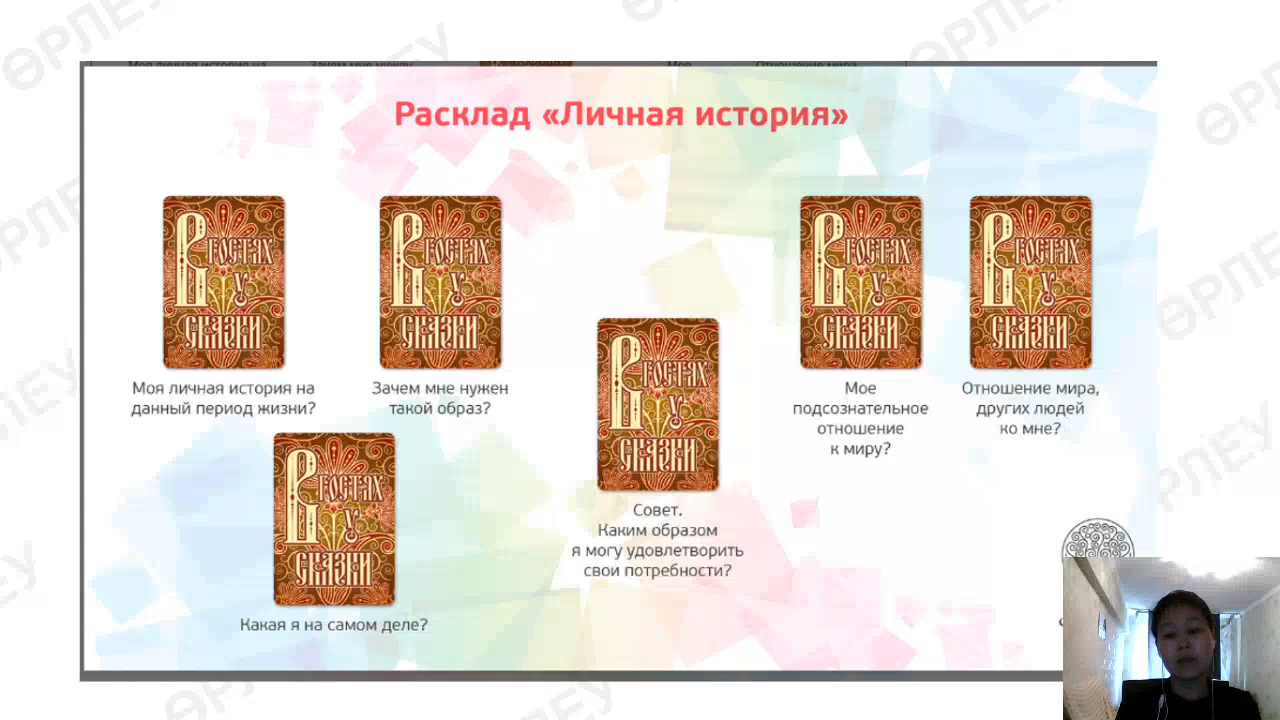 ӨРЛЕУ
ӨРЛЕУ
Расклад «Личная история»
В
ГОСТЯХ
У
СКАЗКИ
В
ГОСТЯХ
У
СКАЗКИ
В
ГОСТЯХ
У
СКАЗКИ
В
ГОСТЯХ
У
СКАЗКИ
Моя личная история на
данный период жизни?
Зачем мне нужен
такой образ?
В
ГОСТЯХ
У
СКАЗКИ
Мое
подсознательное
отношение
к миру?
Отношение мира,
других людей
ко мне?
В
ГОСТЯХ
У
СКАЗКИ
Какая я на самом деле?
Совет.
Каким образом
я могу удовлетворить
свои потребности?
ӨРЛЕУ